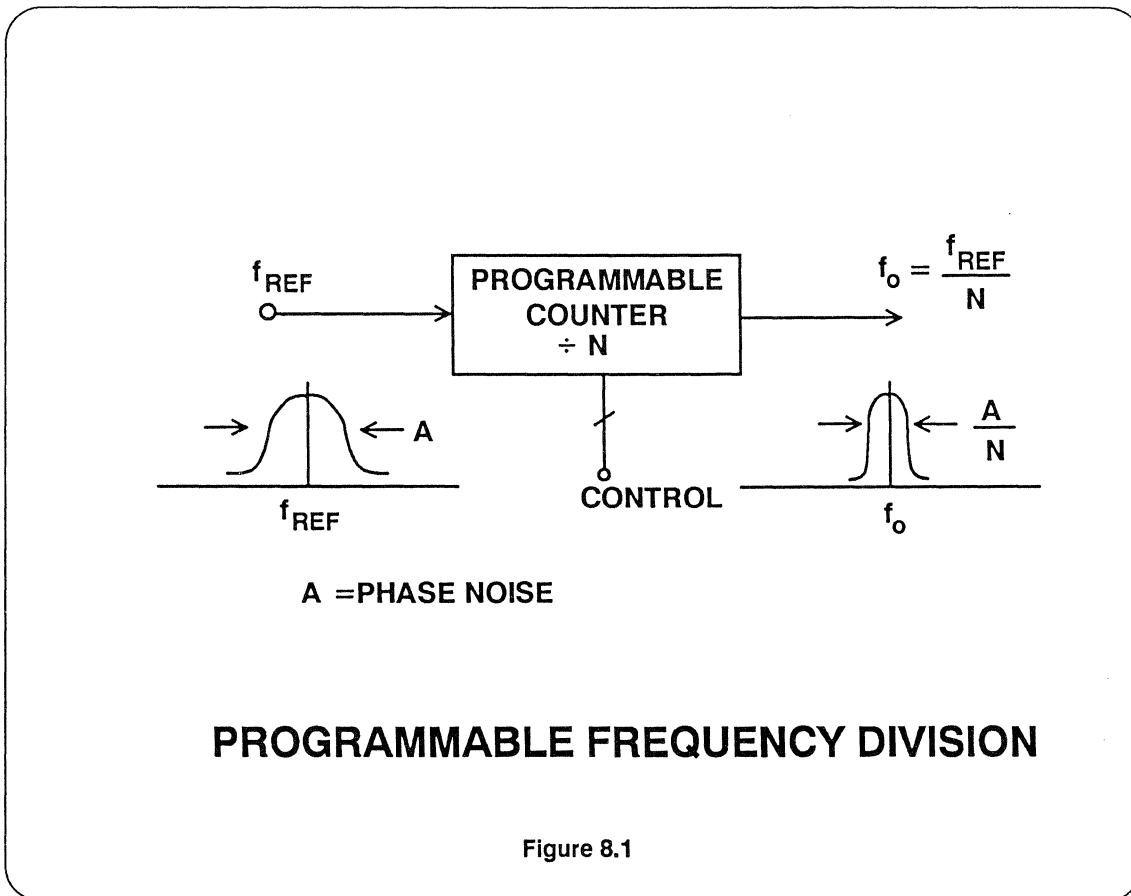 f_REF
PROGRAMMABLE
COUNTER
÷ N
f_o = f_REF / N
A
f_REF
CONTROL
A / N
f_o
A =PHASE NOISE
PROGRAMMABLE FREQUENCY DIVISION
Figure 8.1